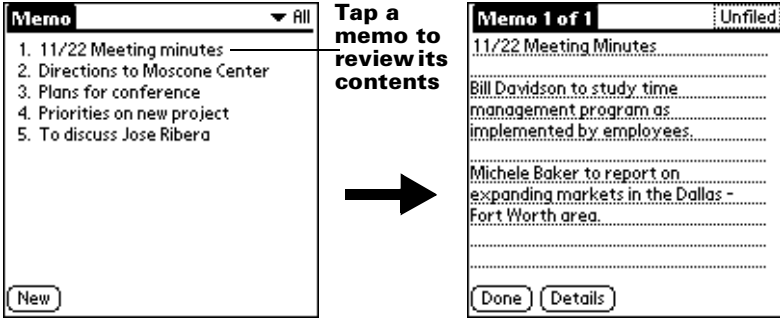 Memo
All
1. 11/22 Meeting minutes
2. Directions to Moscone Center
3. Plans for conference
4. Priorities on new project
5. To discuss Jose Ribera
New
Tap a
memo to
review its
contents
Memo 1 of 1
Unfiled
11/22 Meeting Minutes
Bill Davidson to study time
management program as
implemented by employees.
Michele Baker to report on
expanding markets in the Dallas -
Fort Worth area.
Done
Details